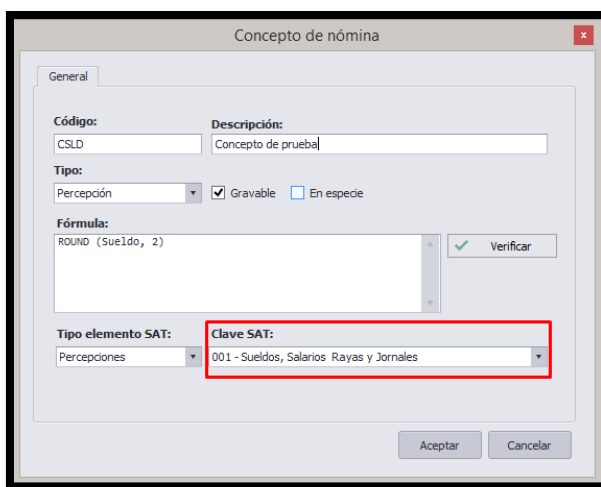 Concepto de nómina
x
General
Código:
Descripción:
CSLD
Concepto de prueba
Tipo:
Percepción
Gravable
En especie
Fórmula:
ROUND (Sueldo, 2)
Verificar
Tipo elemento SAT:
Clave SAT:
Percepciones
001 - Sueldos, Salarios Rayas y Jornales
Aceptar
Cancelar